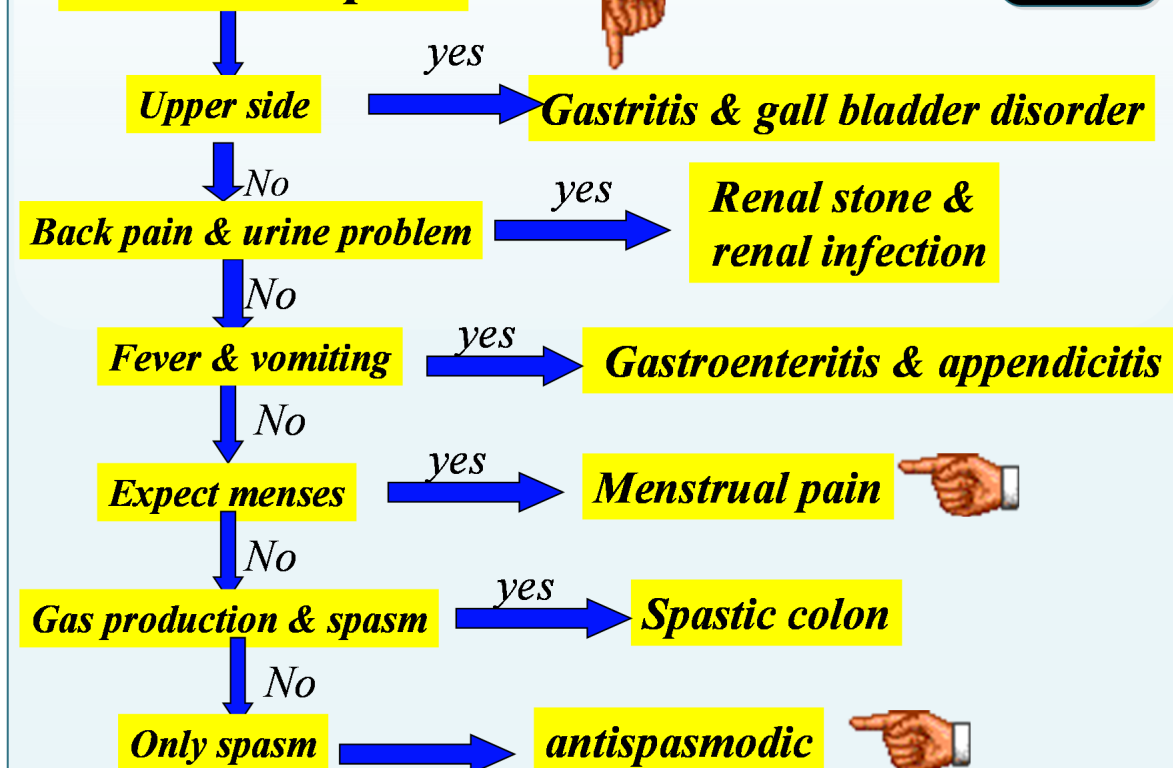 yes
Upper side
Gastritis & gall bladder disorder
No
Back pain & urine problem
yes
Renal stone &
renal infection
No
Fever & vomiting
yes
Gastroenteritis & appendicitis
No
Expect menses
yes
Menstrual pain
No
Gas production & spasm
yes
Spastic colon
No
Only spasm
antispasmodic